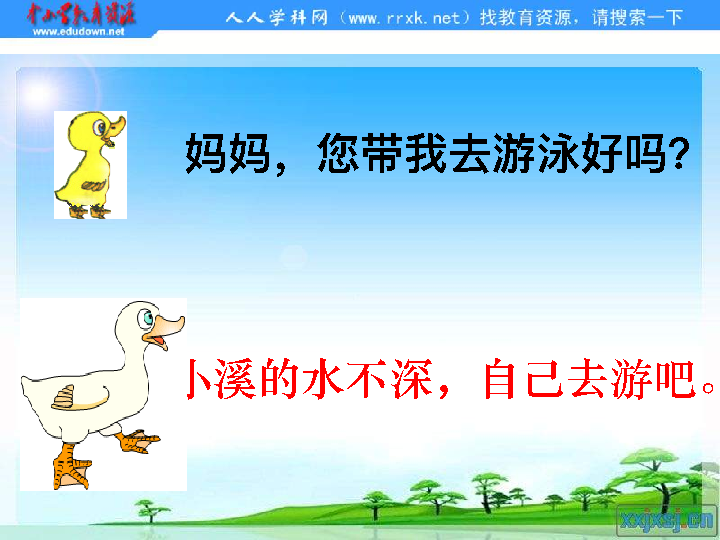 中小学教育资源
www.edudown.net
人人学科网（www.rrxk.net）找教育资源，请搜索一下
妈妈，您带我去游泳好吗?
小溪的水不深，自己去游吧。
xxjxsj.cn